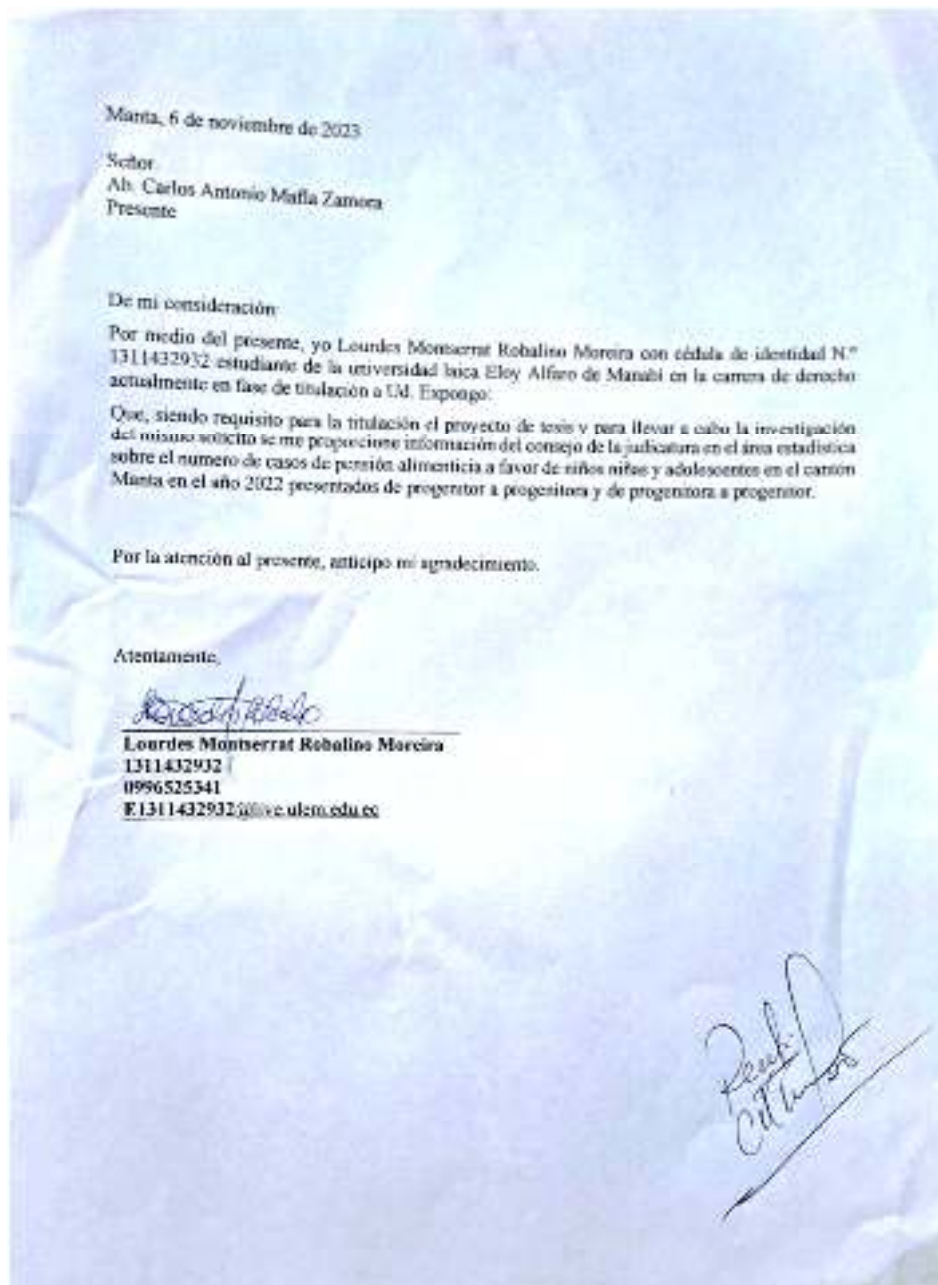 Manta, 6 de noviembre de 2023
Señor
Ab. Carlos Antonio Mafla Zamora
Presente
De mi consideración
Por medio del presente, yo Lourdes Montserrat Robalino Moreira con cédula de identidad N.º
1311432932 estudiante de la universidad laica Eloy Alfaro de Manabí en la carrera de derecho
actualmente en fase de titulación a Ud. Expongo:
Que, siendo requisito para la titulación el proyecto de tesis y para llevar a cabo la investigación
del mismo solicito se me proporcione información del consejo de la judicatura en el área estadística
sobre el numero de casos de pensión alimenticia a favor de niños niñas y adolescentes en el cantón
Manta en el año 2022 presentados de progenitor a progenitora y de progenitora a progenitor.
Por la atención al presente, anticipo mi agradecimiento.
Atentamente,
Lourdes Montserrat Robalino Moreira
1311432932
0996525341
E1311432932@live.ulem.edu.ec